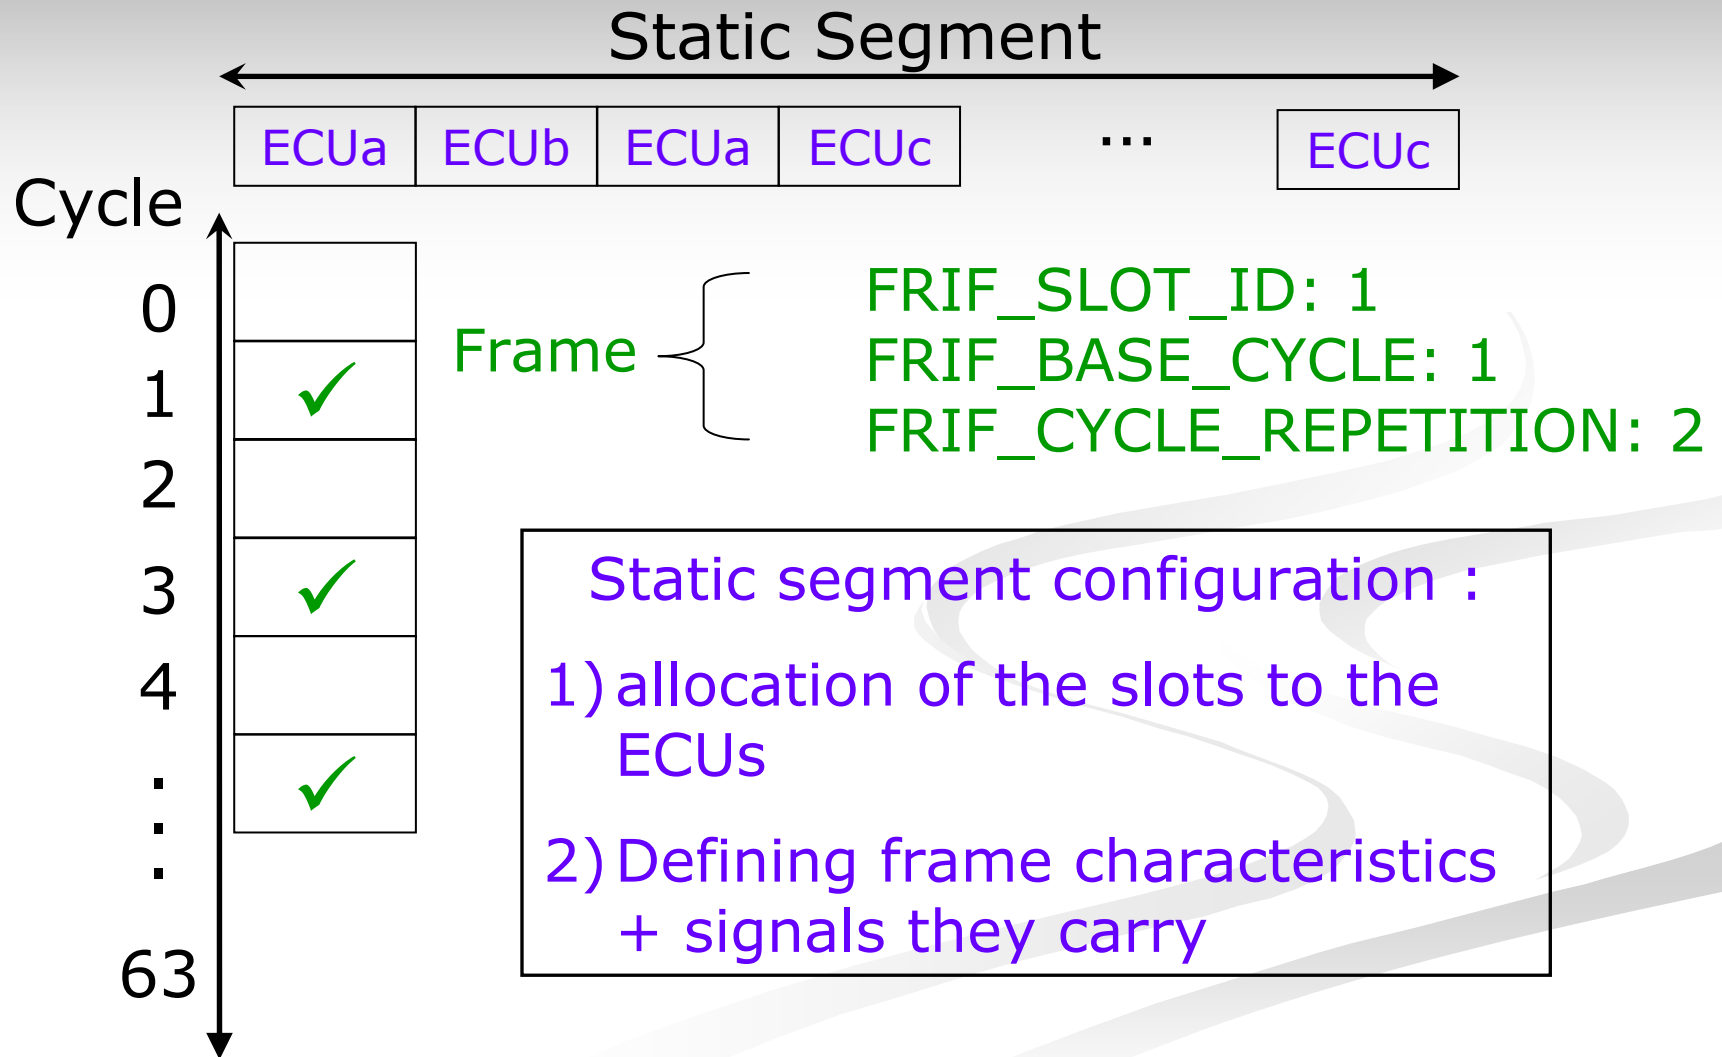 Static Segment
ECUa ECUb ECUa ECUc ... ECUc
Cycle
0
1
2
3
4
.
.
.
63
Frame
FRIF_SLOT_ID: 1
FRIF_BASE_CYCLE: 1
FRIF_CYCLE_REPETITION: 2
Static segment configuration :
1) allocation of the slots to the
ECUs
2) Defining frame characteristics
+ signals they carry